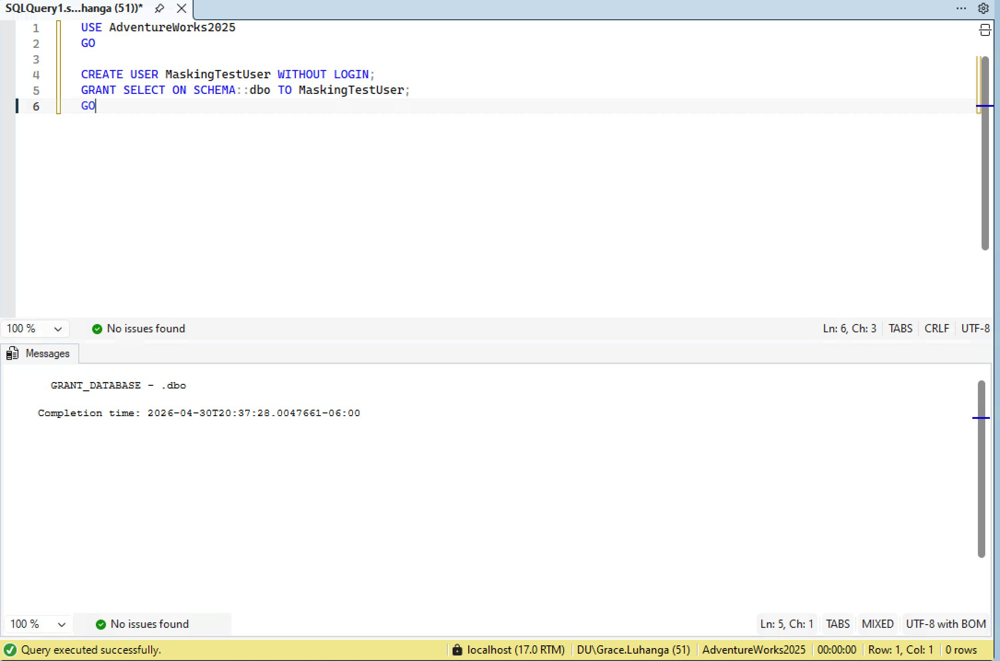 SQLQuery1.s...hanga (51))*
1 USE AdventureWorks2025
2 GO
3
4 CREATE USER MaskingTestUser WITHOUT LOGIN;
5 GRANT SELECT ON SCHEMA::dbo TO MaskingTestUser;
6 GO
100 % No issues found Ln: 6, Ch: 3 TABS CRLF UTF-8
Messages
GRANT_DATABASE - .dbo
Completion time: 2026-04-30T20:37:28.0047661-06:00
100 % No issues found Ln: 5, Ch: 1 TABS MIXED UTF-8 with BOM
Query executed successfully. localhost (17.0 RTM) DU\Grace.Luhanga (51) AdventureWorks2025 00:00:00 Row: 1, Col: 1 0 rows